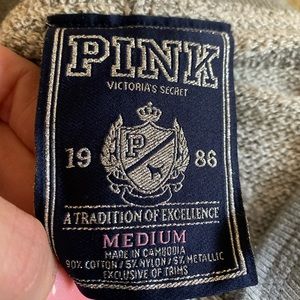 PINK
VICTORIA'S SECRET
P
19 86
A TRADITION OF EXCELLENCE
MEDIUM
MADE IN CAMBODIA
90% COTTON / 5% NYLON / 5% METALLIC
EXCLUSIVE OF TRIMS